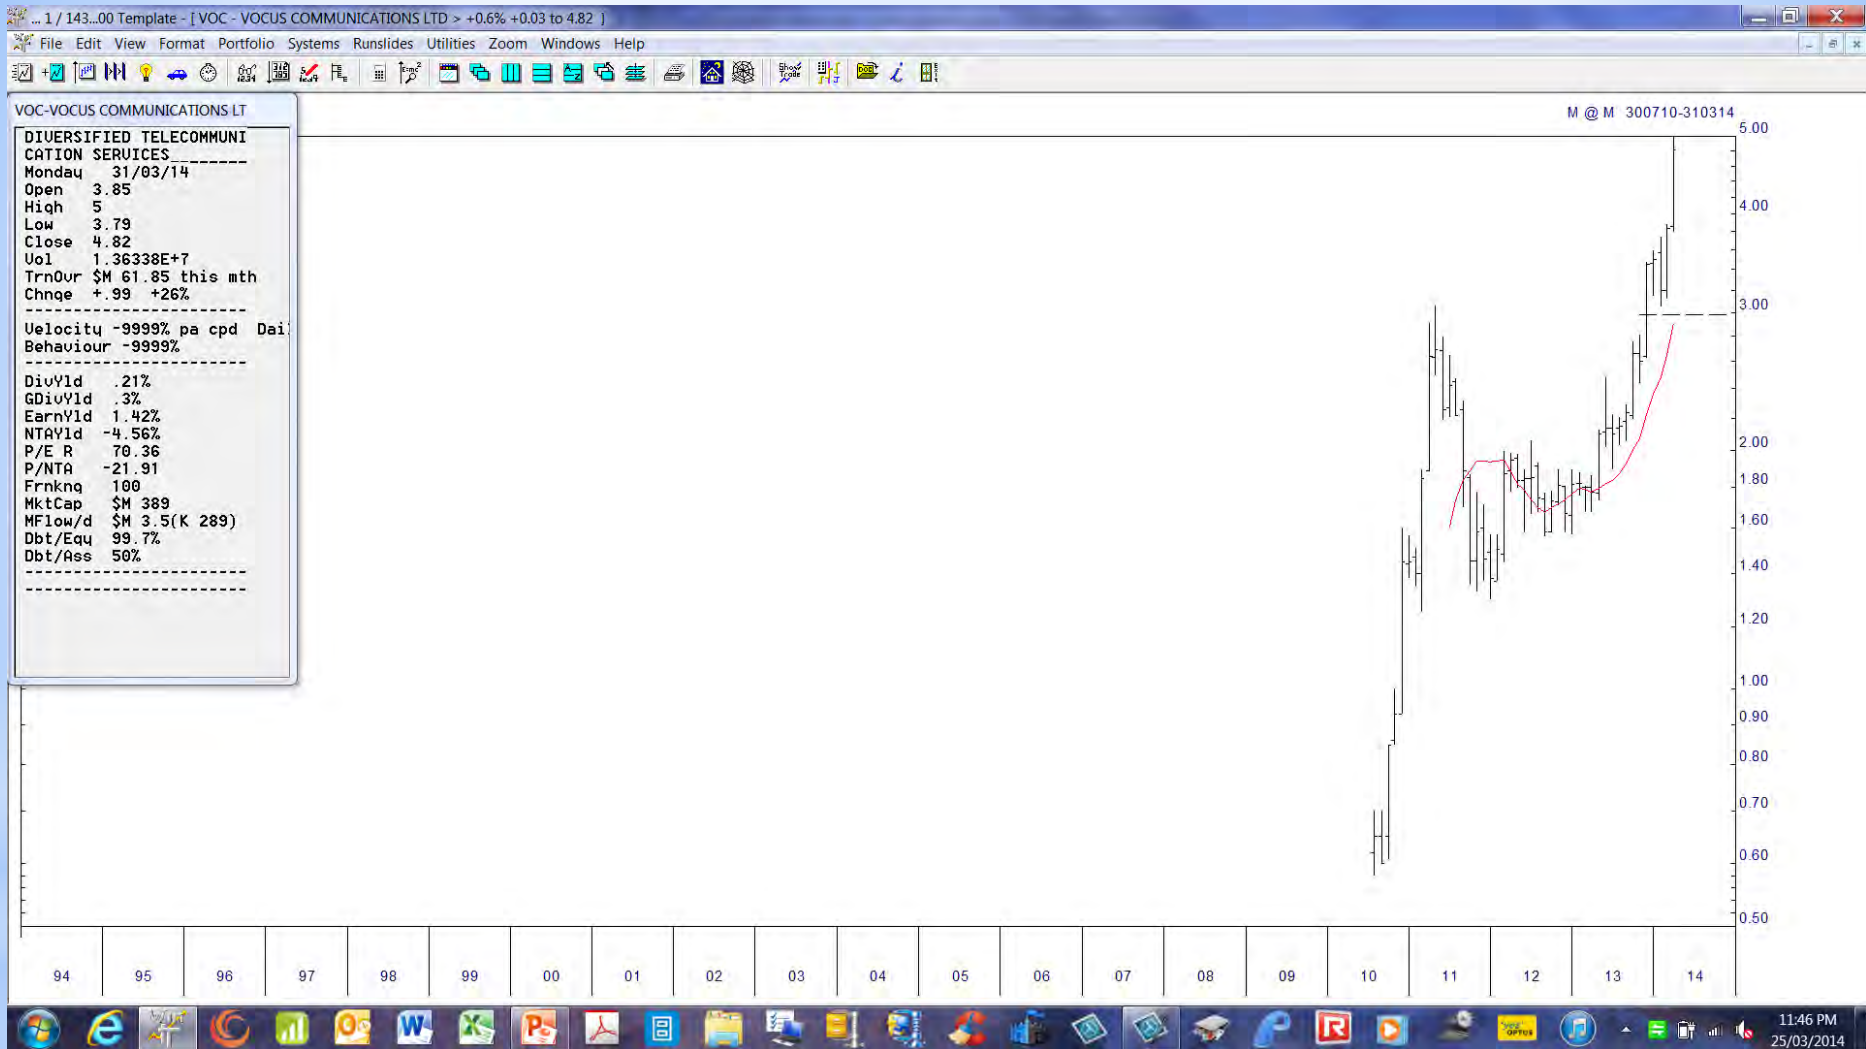 ... 1 / 143...00 Template - [ VOC - VOCUS COMMUNICATIONS LTD > +0.6% +0.03 to 4.82 ]
File Edit View Format Portfolio Systems Runslides Utilities Zoom Windows Help
VOC-VOCUS COMMUNICATIONS LT
DIVERSIFIED TELECOMMUNI
CATION SERVICES________
Monday 31/03/14
Open 3.85
High 5
Low 3.79
Close 4.82
Vol 1.36338E+7
TrnOvr $M 61.85 this mth
Chnge +.99 +26%
-----------------------
Velocity -9999% pa cpd Dai
Behaviour -9999%
-----------------------
DivYld .21%
GDivYld .3%
EarnYld 1.42%
NTAYld -4.56%
P/E R 70.36
P/NTA -21.91
Frnkng 100
MktCap $M 389
MFlow/d $M 3.5(K 289)
Dbt/Equ 99.7%
Dbt/Ass 50%
-----------------------
-----------------------
M @ M 300710-310314
5.00
4.00
3.00
2.00
1.80
1.60
1.40
1.20
1.00
0.90
0.80
0.70
0.60
0.50
94 95 96 97 98 99 00 01 02 03 04 05 06 07 08 09 10 11 12 13 14
11:46 PM
25/03/2014